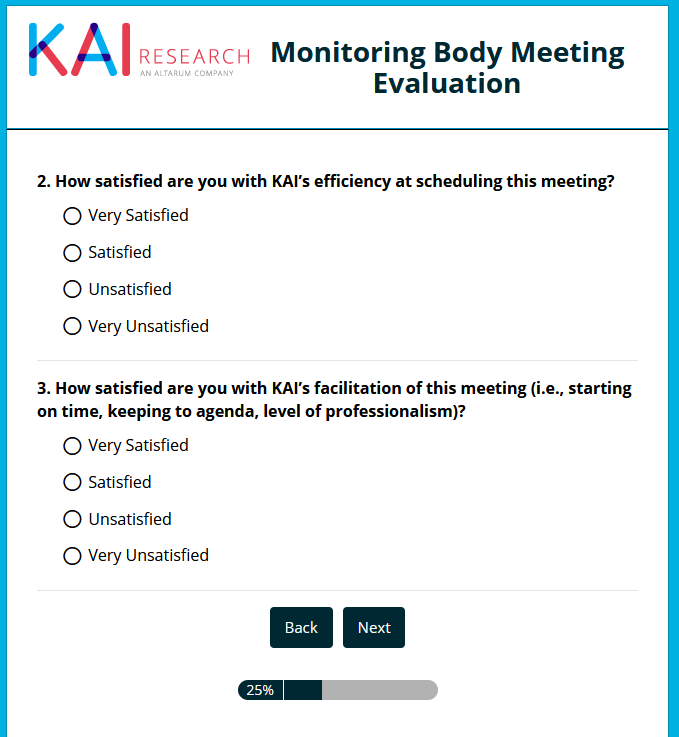 KAI RESEARCH
AN ALTARUM COMPANY
Monitoring Body Meeting
Evaluation
2. How satisfied are you with KAI’s efficiency at scheduling this meeting?
Very Satisfied
Satisfied
Unsatisfied
Very Unsatisfied
3. How satisfied are you with KAI’s facilitation of this meeting (i.e., starting
on time, keeping to agenda, level of professionalism)?
Very Satisfied
Satisfied
Unsatisfied
Very Unsatisfied
Back Next
25%